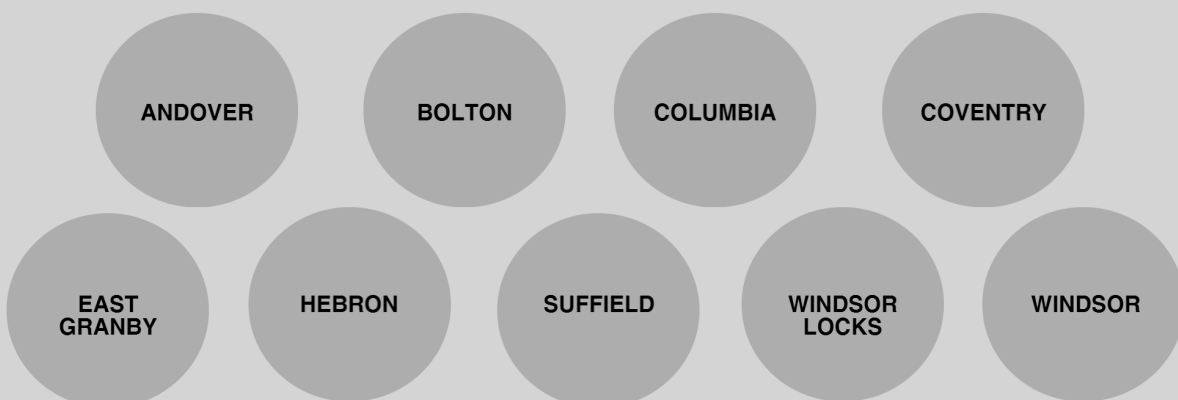 ANDOVER
BOLTON
COLUMBIA
COVENTRY
EAST
GRANBY
HEBRON
SUFFIELD
WINDSOR
LOCKS
WINDSOR